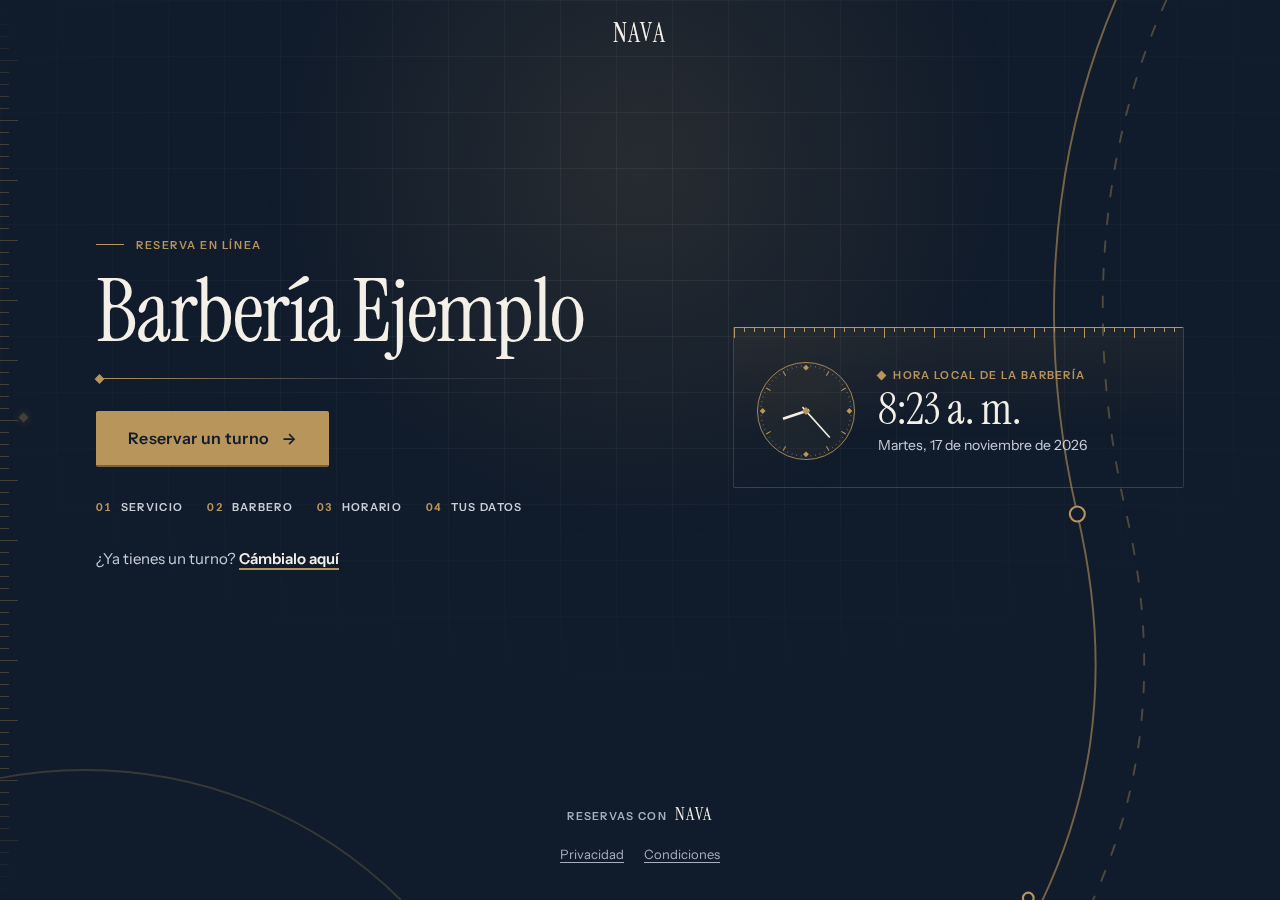 NAVA
RESERVA EN LÍNEA
Barbería Ejemplo
Reservar un turno →
01 SERVICIO 02 BARBERO 03 HORARIO 04 TUS DATOS
¿Ya tienes un turno? Cámbialo aquí
HORA LOCAL DE LA BARBERÍA
8:23 a. m.
Martes, 17 de noviembre de 2026
RESERVAS CON NAVA
Privacidad Condiciones